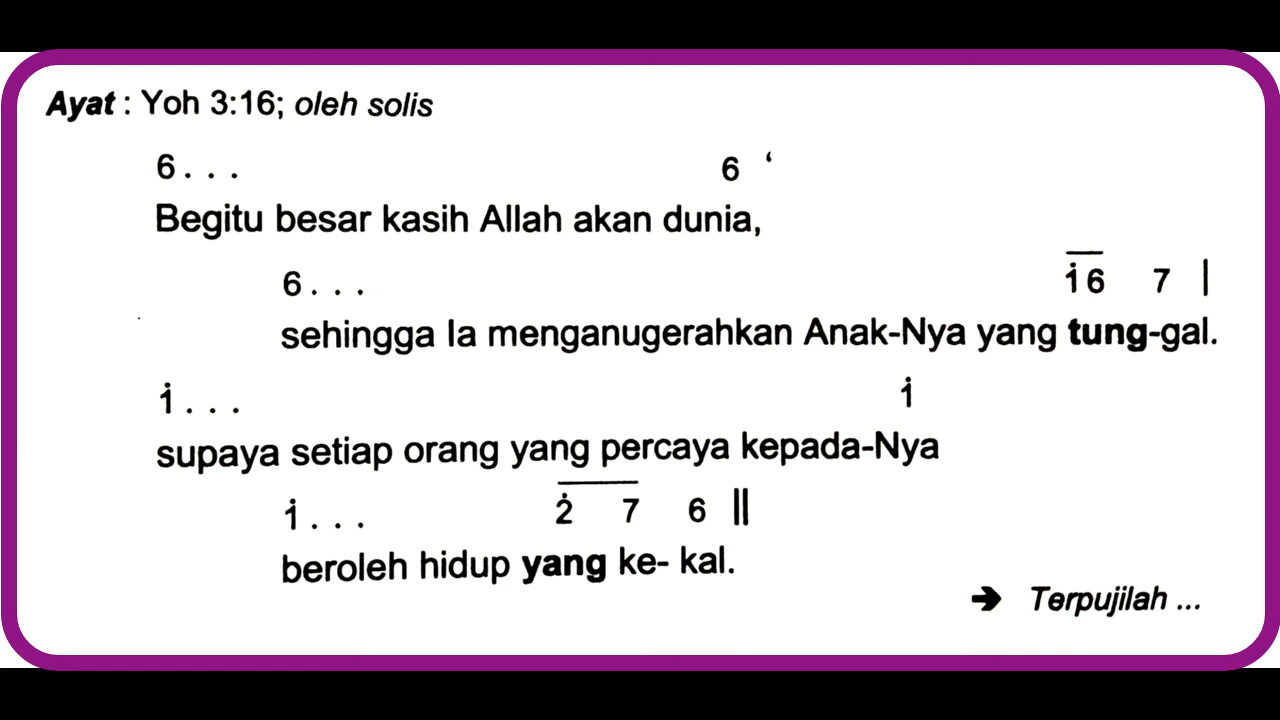 Ayat : Yoh 3:16; oleh solis
6 . . . 6 ‘
Begitu besar kasih Allah akan dunia,
6 . . . i̇ 6 7 |
sehingga Ia menganugerahkan Anak-Nya yang tung-gal.
1̇ . . . 1̇
supaya setiap orang yang percaya kepada-Nya
1̇ . . . 2̇ 7 6 ||
beroleh hidup yang ke- kal.
➔ Terpujilah ...